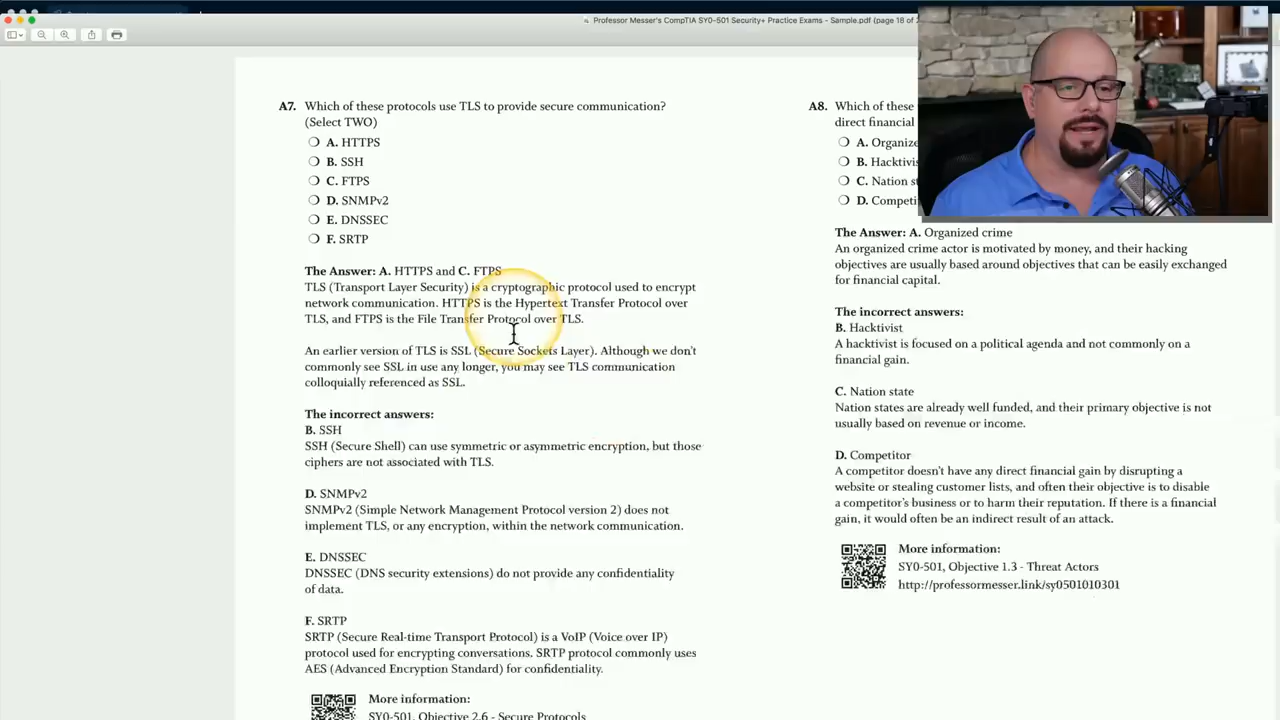 Professor Messer's CompTIA SY0-501 Security+ Practice Exams - Sample.pdf (page 18 of
A7. Which of these protocols use TLS to provide secure communication?
(Select TWO)
A. HTTPS
B. SSH
C. FTPS
D. SNMPv2
E. DNSSEC
F. SRTP
The Answer: A. HTTPS and C. FTPS
TLS (Transport Layer Security) is a cryptographic protocol used to encrypt
network communication. HTTPS is the Hypertext Transfer Protocol over
TLS, and FTPS is the File Transfer Protocol over TLS.
An earlier version of TLS is SSL (Secure Sockets Layer). Although we don't
commonly see SSL in use any longer, you may see TLS communication
colloquially referenced as SSL.
The incorrect answers:
B. SSH
SSH (Secure Shell) can use symmetric or asymmetric encryption, but those
ciphers are not associated with TLS.
D. SNMPv2
SNMPv2 (Simple Network Management Protocol version 2) does not
implement TLS, or any encryption, within the network communication.
E. DNSSEC
DNSSEC (DNS security extensions) do not provide any confidentiality
of data.
F. SRTP
SRTP (Secure Real-time Transport Protocol) is a VoIP (Voice over IP)
protocol used for encrypting conversations. SRTP protocol commonly uses
AES (Advanced Encryption Standard) for confidentiality.
More information:
SY0-501, Objective 2.6 - Secure Protocols
A8. Which of these
direct financial
A. Organize
B. Hacktivis
C. Nation st
D. Competi
The Answer: A. Organized crime
An organized crime actor is motivated by money, and their hacking
objectives are usually based around objectives that can be easily exchanged
for financial capital.
The incorrect answers:
B. Hacktivist
A hacktivist is focused on a political agenda and not commonly on a
financial gain.
C. Nation state
Nation states are already well funded, and their primary objective is not
usually based on revenue or income.
D. Competitor
A competitor doesn't have any direct financial gain by disrupting a
website or stealing customer lists, and often their objective is to disable
a competitor's business or to harm their reputation. If there is a financial
gain, it would often be an indirect result of an attack.
More information:
SY0-501, Objective 1.3 - Threat Actors
http://professormesser.link/sy0501010301